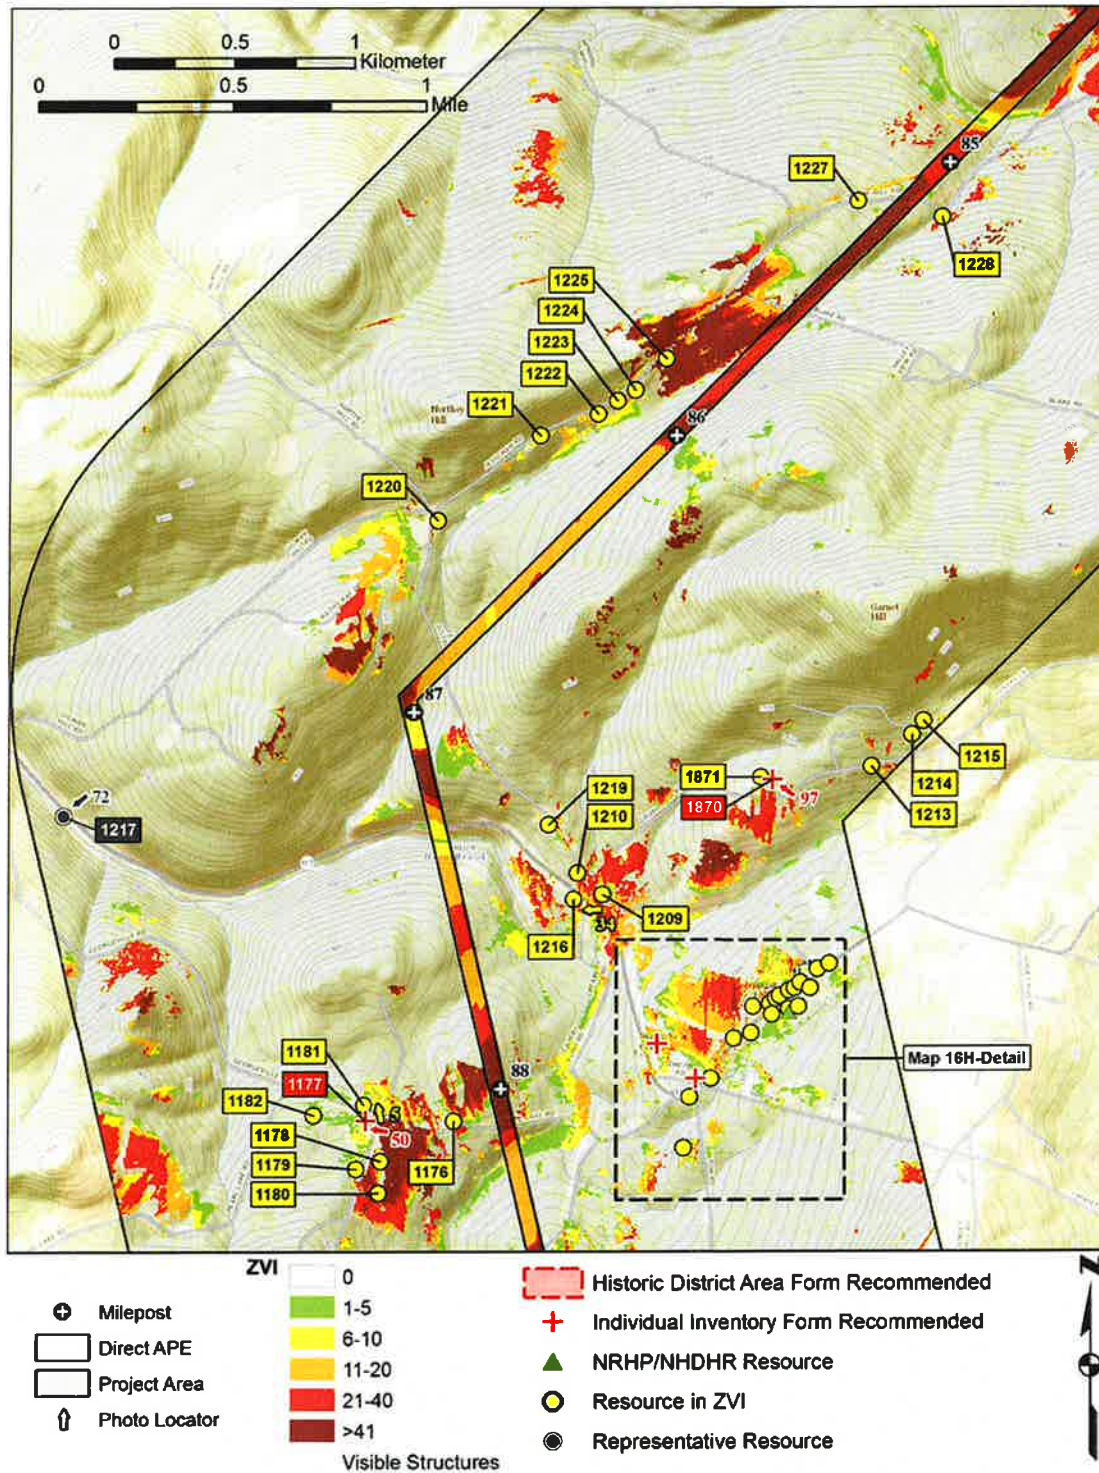 0 0.5 1
Kilometer
0 0.5 1
Mile
85
1227
1228
1225
1224
1223
1222
1221
86
1220
Garnet
Hill
87
1215
1214
1213
1871
1870
97
1219
1210
72
1217
1216
34
1209
Map 16H-Detail
88
1181
1177
1182
5
50
1178
1179
1180
1176
ZVI
0
1-5
6-10
11-20
21-40
>41
Visible Structures
Milepost
Direct APE
Project Area
Photo Locator
Historic District Area Form Recommended
Individual Inventory Form Recommended
NRHP/NHDHR Resource
Resource in ZVI
Representative Resource
N